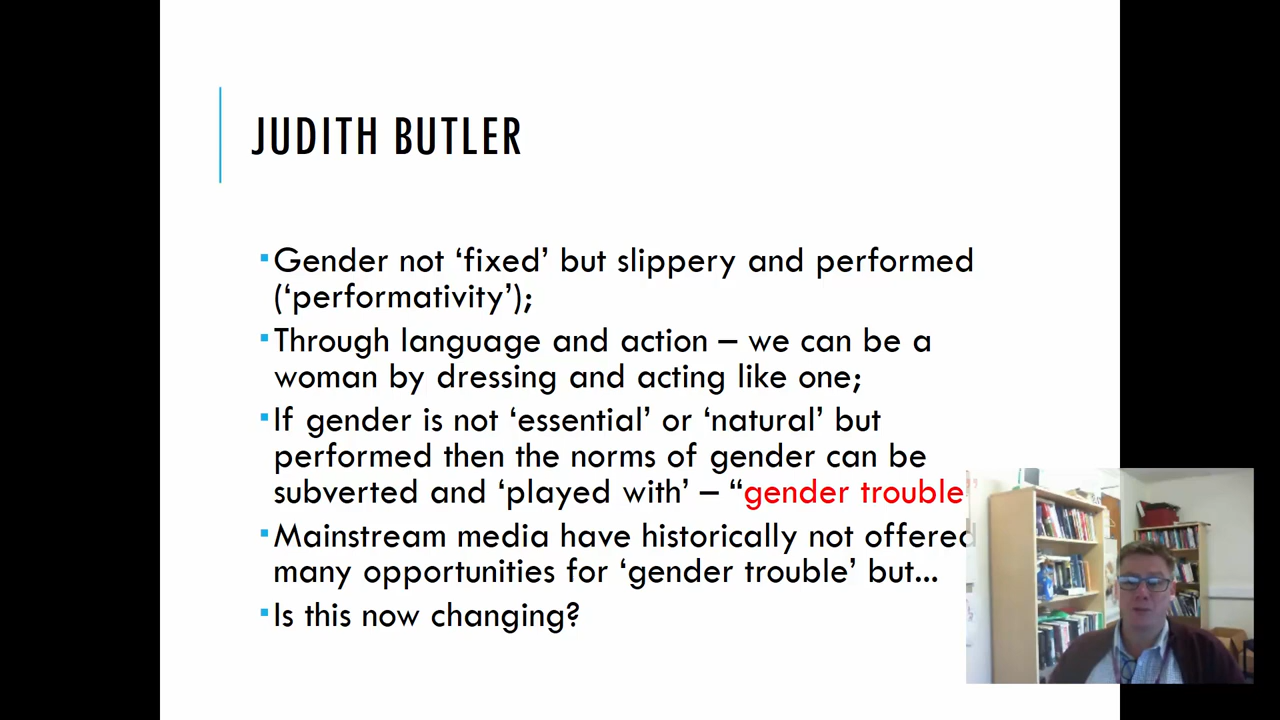 JUDITH BUTLER
▪Gender not ‘fixed’ but slippery and performed
(‘performativity’);
▪Through language and action – we can be a
woman by dressing and acting like one;
▪If gender is not ‘essential’ or ‘natural’ but
performed then the norms of gender can be
subverted and ‘played with’ – “gender trouble”
▪Mainstream media have historically not offered
many opportunities for ‘gender trouble’ but...
▪Is this now changing?